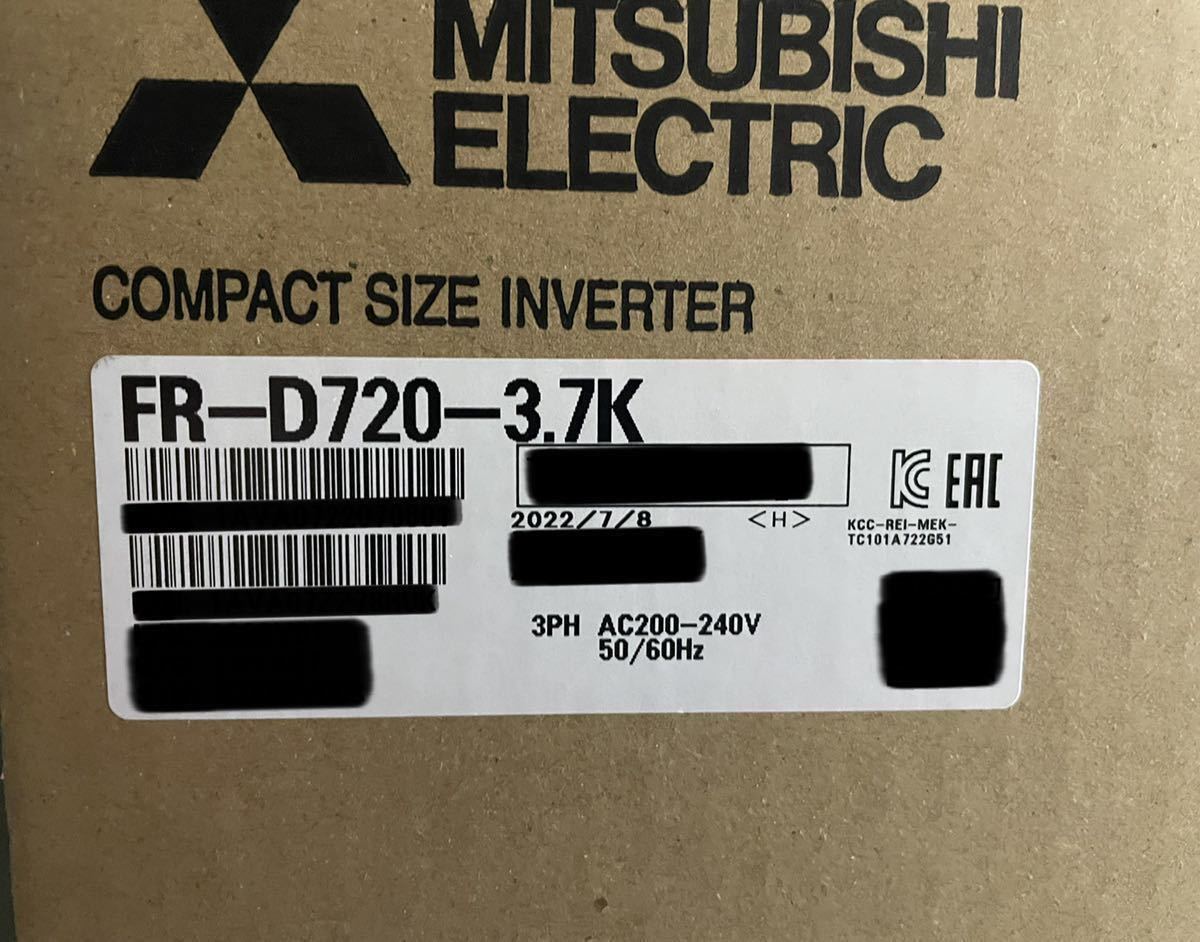 MITSUBISHI
ELECTRIC
COMPACT SIZE INVERTER
FR-D720-3.7K
2022/7/8 <H>
KCC-REI-MEK-
TC101A722G51
EAC
3PH AC200-240V
50/60Hz